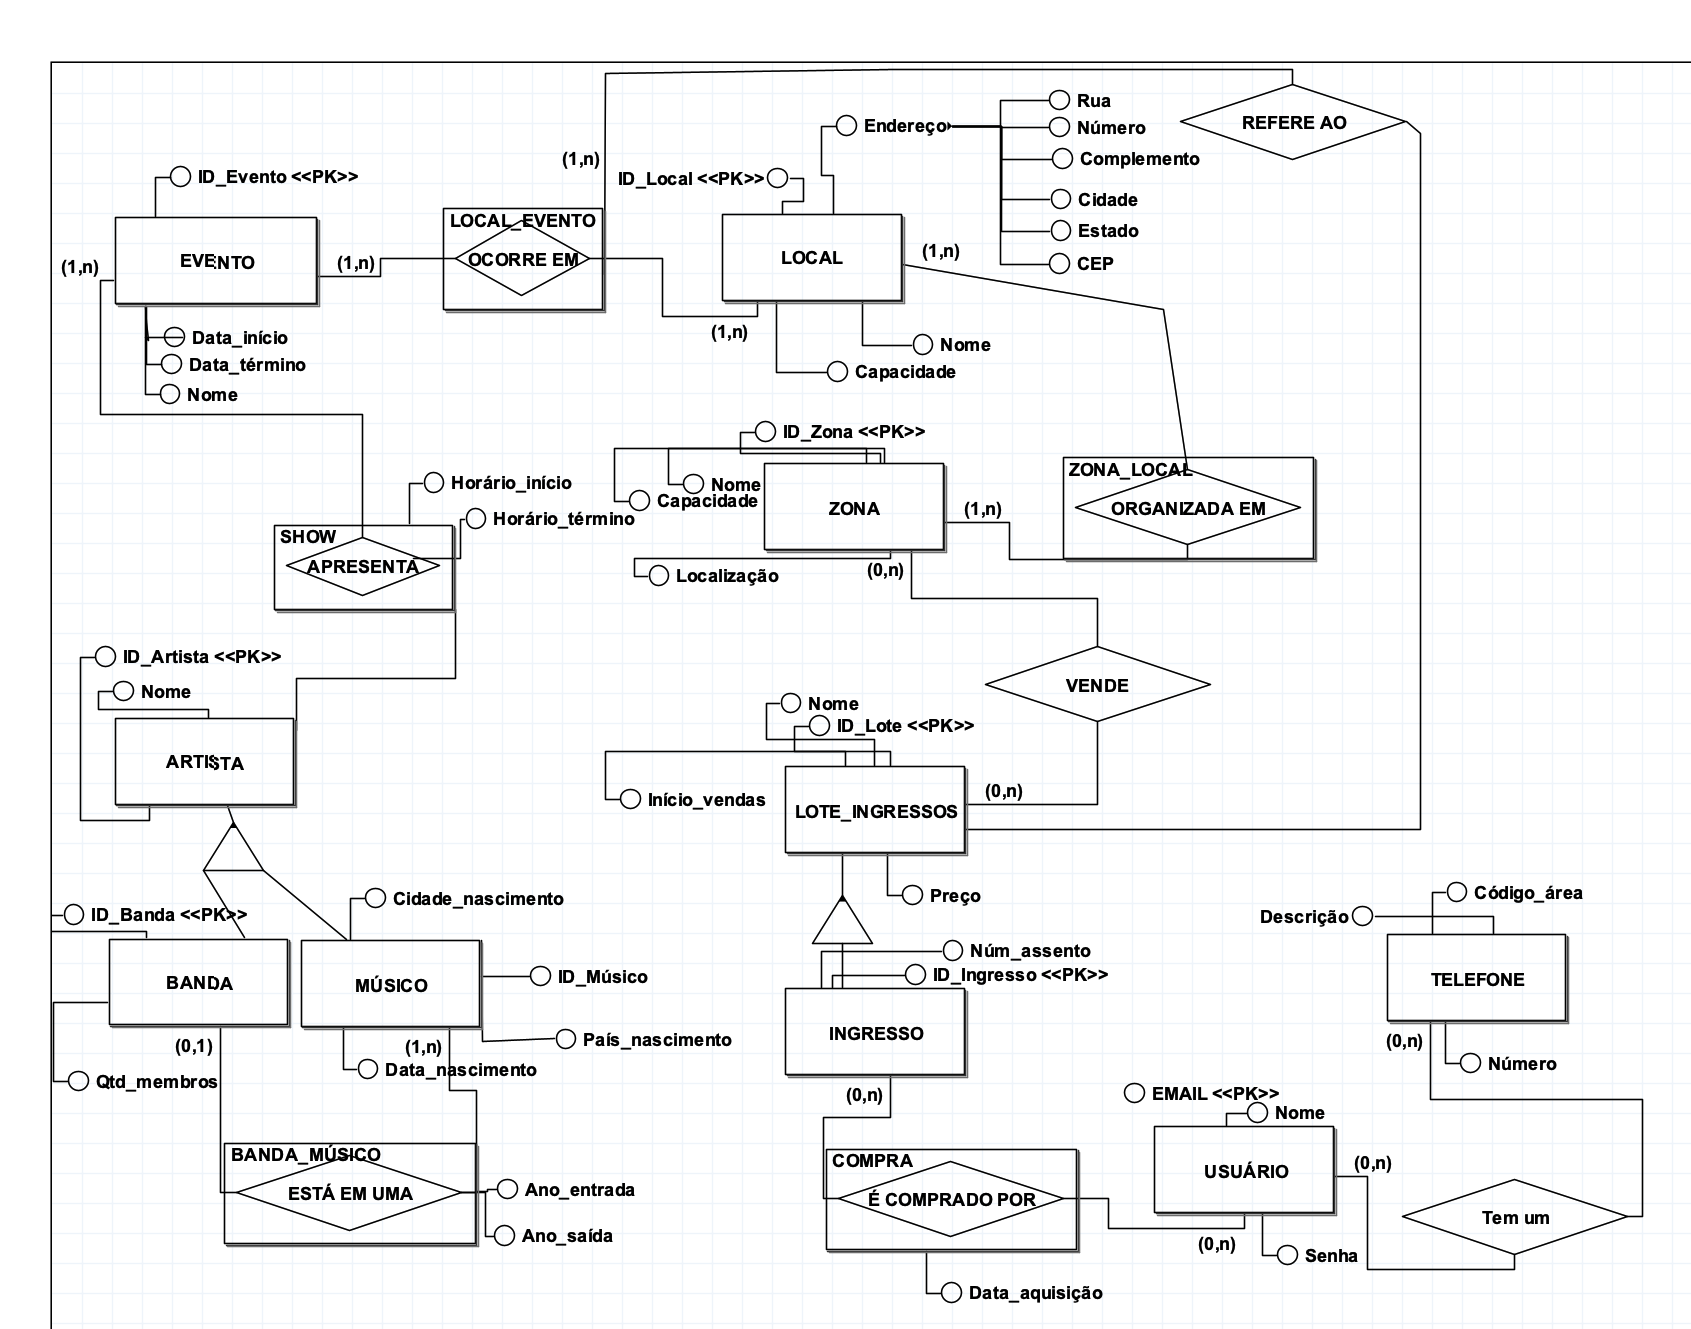 Rua
Endereço
Número
REFERE AO
Complemento
(1,n)
ID_Evento <<PK>>
ID_Local <<PK>>
Cidade
LOCAL_EVENTO
Estado
EVENTO
(1,n)
(1,n)
OCORRE EM
LOCAL
(1,n)
CEP
(1,n)
Data_início
Data_término
Nome
Nome
Capacidade
ID_Zona <<PK>>
Nome
Capacidade
ZONA
(1,n)
ZONA_LOCAL
ORGANIZADA EM
Horário_início
Horário_término
SHOW
APRESENTA
Localização
(0,n)
ID_Artista <<PK>>
Nome
VENDE
Nome
ID_Lote <<PK>>
ARTISTA
Início_vendas
(0,n)
LOTE_INGRESSOS
Cidade_nascimento
Preço
Código_área
Descrição
ID_Banda <<PK>>
Núm_assento
ID_Ingresso <<PK>>
BANDA
MÚSICO
ID_Músico
TELEFONE
INGRESSO
(0,1)
(1,n)
País_nascimento
(0,n)
Número
Qtd_membros
Data_nascimento
(0,n)
EMAIL <<PK>>
Nome
BANDA_MÚSICO
COMPRA
(0,n)
USUÁRIO
ESTÁ EM UMA
Ano_entrada
É COMPRADO POR
Tem um
Ano_saída
(0,n)
Senha
Data_aquisição